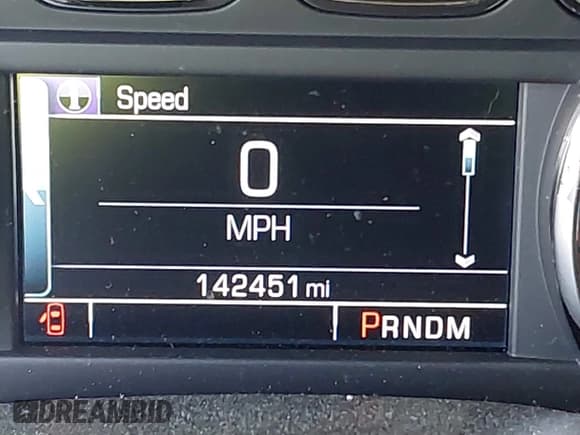 Speed
0
MPH
142451 mi
PRNDM
DREAMBID